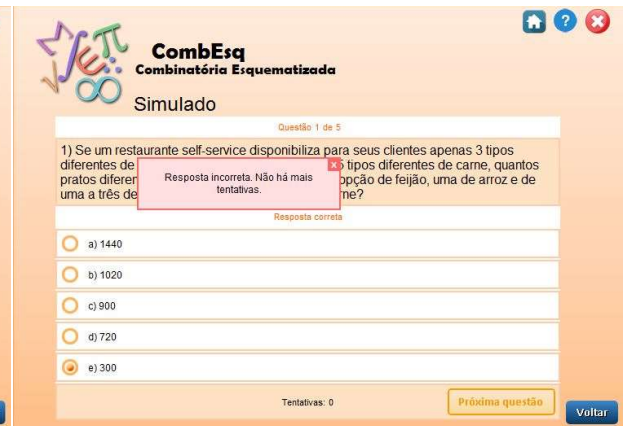 CombEsq
Combinatória Esquematizada
Simulado
Questão 1 de 5
1) Se um restaurante self-service disponibiliza para seus clientes apenas 3 tipos
diferentes de tipos diferentes de carne, quantos
pratos diferen opção de feijão, uma de arroz e de
uma a três de ne?
Resposta incorreta. Não há mais
tentativas.
Resposta correta
a) 1440
b) 1020
c) 900
d) 720
e) 300
Tentativas: 0
Próxima questão
Voltar